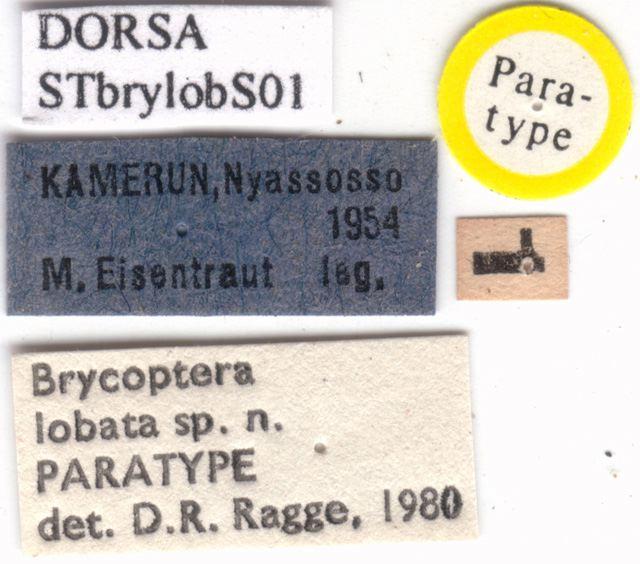 DORSA
STbrylobS01
Para-
type
KAMERUN, Nyassosso
1954
M. Eisentraut leg.
Brycoptera
lobata sp. n.
PARATYPE
det. D.R. Ragge, 1980